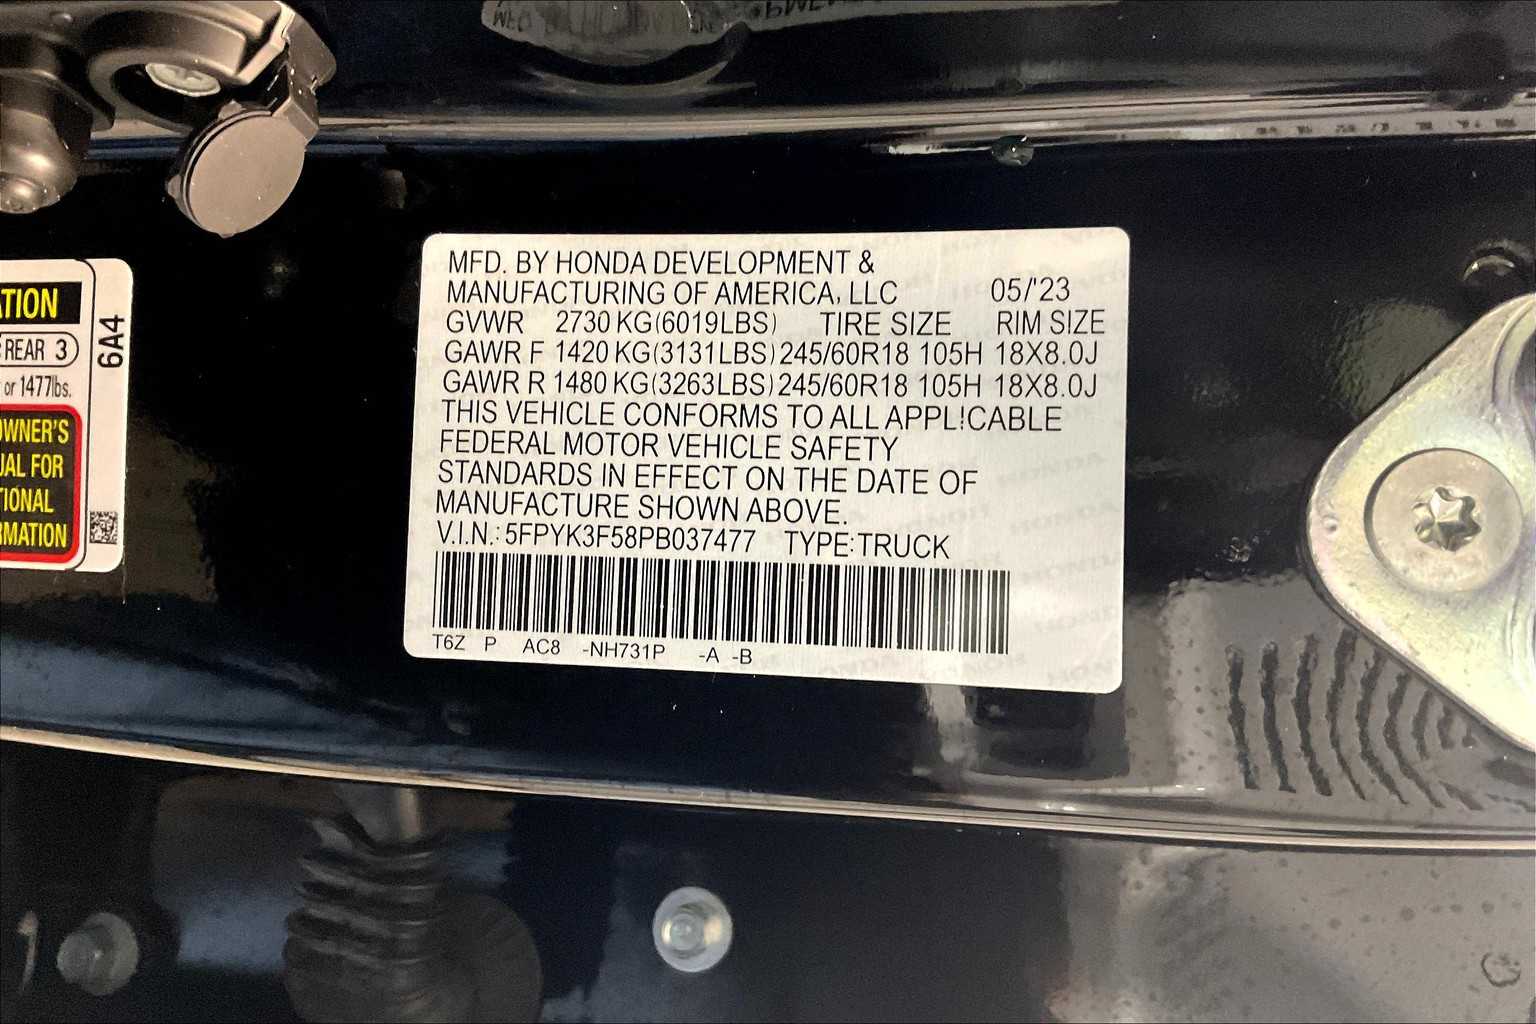 MFD. BY HONDA DEVELOPMENT &
MANUFACTURING OF AMERICA, LLC 05/'23
GVWR 2730 KG(6019LBS) TIRE SIZE RIM SIZE
GAWR F 1420 KG(3131LBS) 245/60R18 105H 18X8.0J
GAWR R 1480 KG(3263LBS) 245/60R18 105H 18X8.0J
THIS VEHICLE CONFORMS TO ALL APPLICABLE
FEDERAL MOTOR VEHICLE SAFETY
STANDARDS IN EFFECT ON THE DATE OF
MANUFACTURE SHOWN ABOVE.
V.I.N.: 5FPYK3F58PB037477 TYPE:TRUCK
T6Z P AC8 -NH731P -A -B
ATION
REAR 3
or 1477lbs.
OWNER'S
UAL FOR
TIONAL
RMATION
6A4